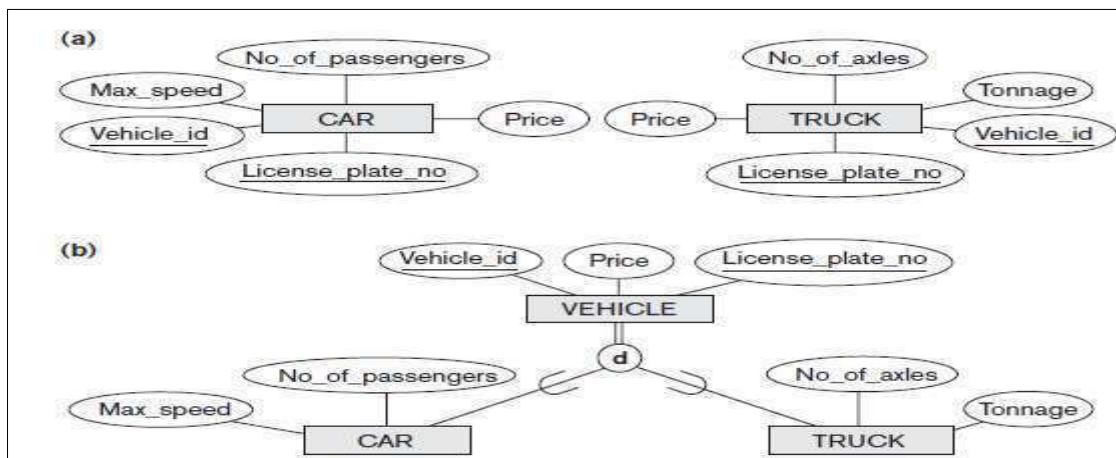 (a)
No_of_passengers
No_of_axles
Max_speed
Tonnage
CAR
Price
Price
TRUCK
Vehicle_id
Vehicle_id
License_plate_no
License_plate_no
(b)
Vehicle_id
Price
License_plate_no
VEHICLE
d
No_of_passengers
No_of_axles
Max_speed
Tonnage
CAR
TRUCK